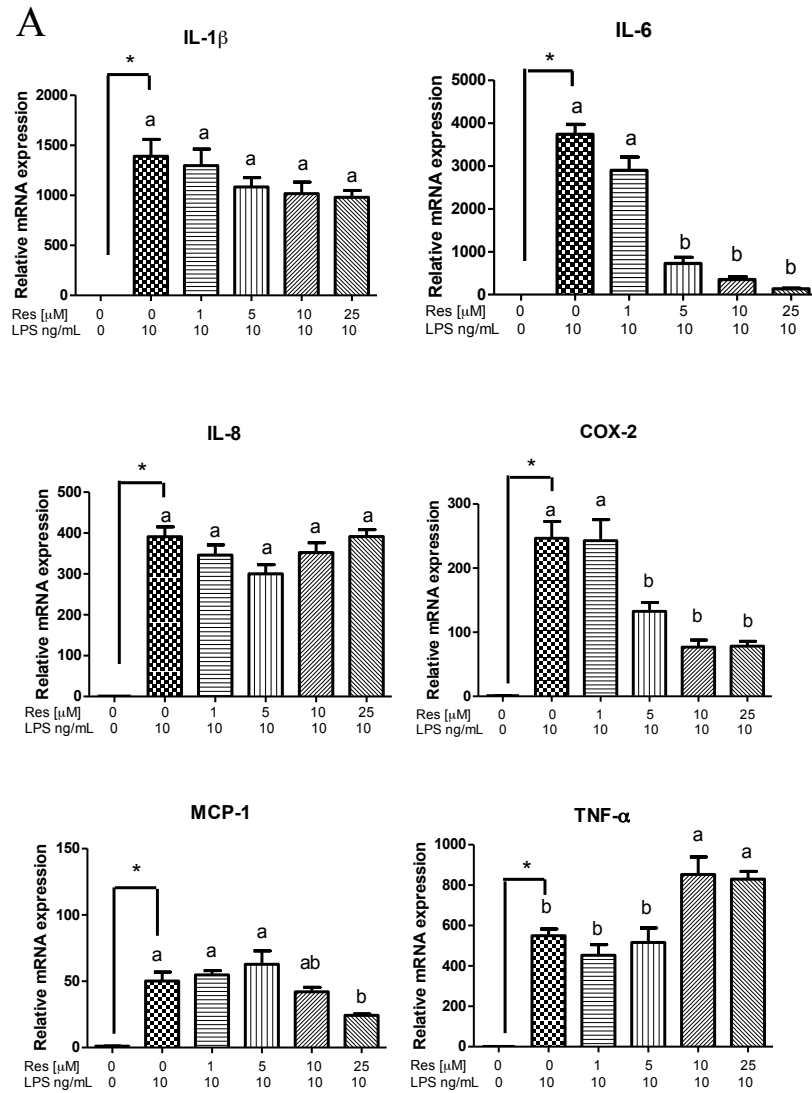 A
IL-1β
*
a a a a a
Relative mRNA expression
2000
1500
1000
500
0
Res [μM] 0 0 1 5 10 25
LPS ng/mL 0 10 10 10 10 10
IL-6
*
a a b b b
Relative mRNA expression
5000
4000
3000
2000
1000
0
Res [μM] 0 0 1 5 10 25
LPS ng/mL 0 10 10 10 10 10
IL-8
*
a a a a a
Relative mRNA expression
500
400
300
200
100
0
Res [μM] 0 0 1 5 10 25
LPS ng/mL 0 10 10 10 10 10
COX-2
*
a a b b b
Relative mRNA expression
300
200
100
0
Res [μM] 0 0 1 5 10 25
LPS ng/mL 0 10 10 10 10 10
MCP-1
*
a a a ab b
Relative mRNA expression
150
100
50
0
Res [μM] 0 0 1 5 10 25
LPS ng/mL 0 10 10 10 10 10
TNF-α
*
b b b a a
Relative mRNA expression
1000
800
600
400
200
0
Res [μM] 0 0 1 5 10 25
LPS ng/mL 0 10 10 10 10 10